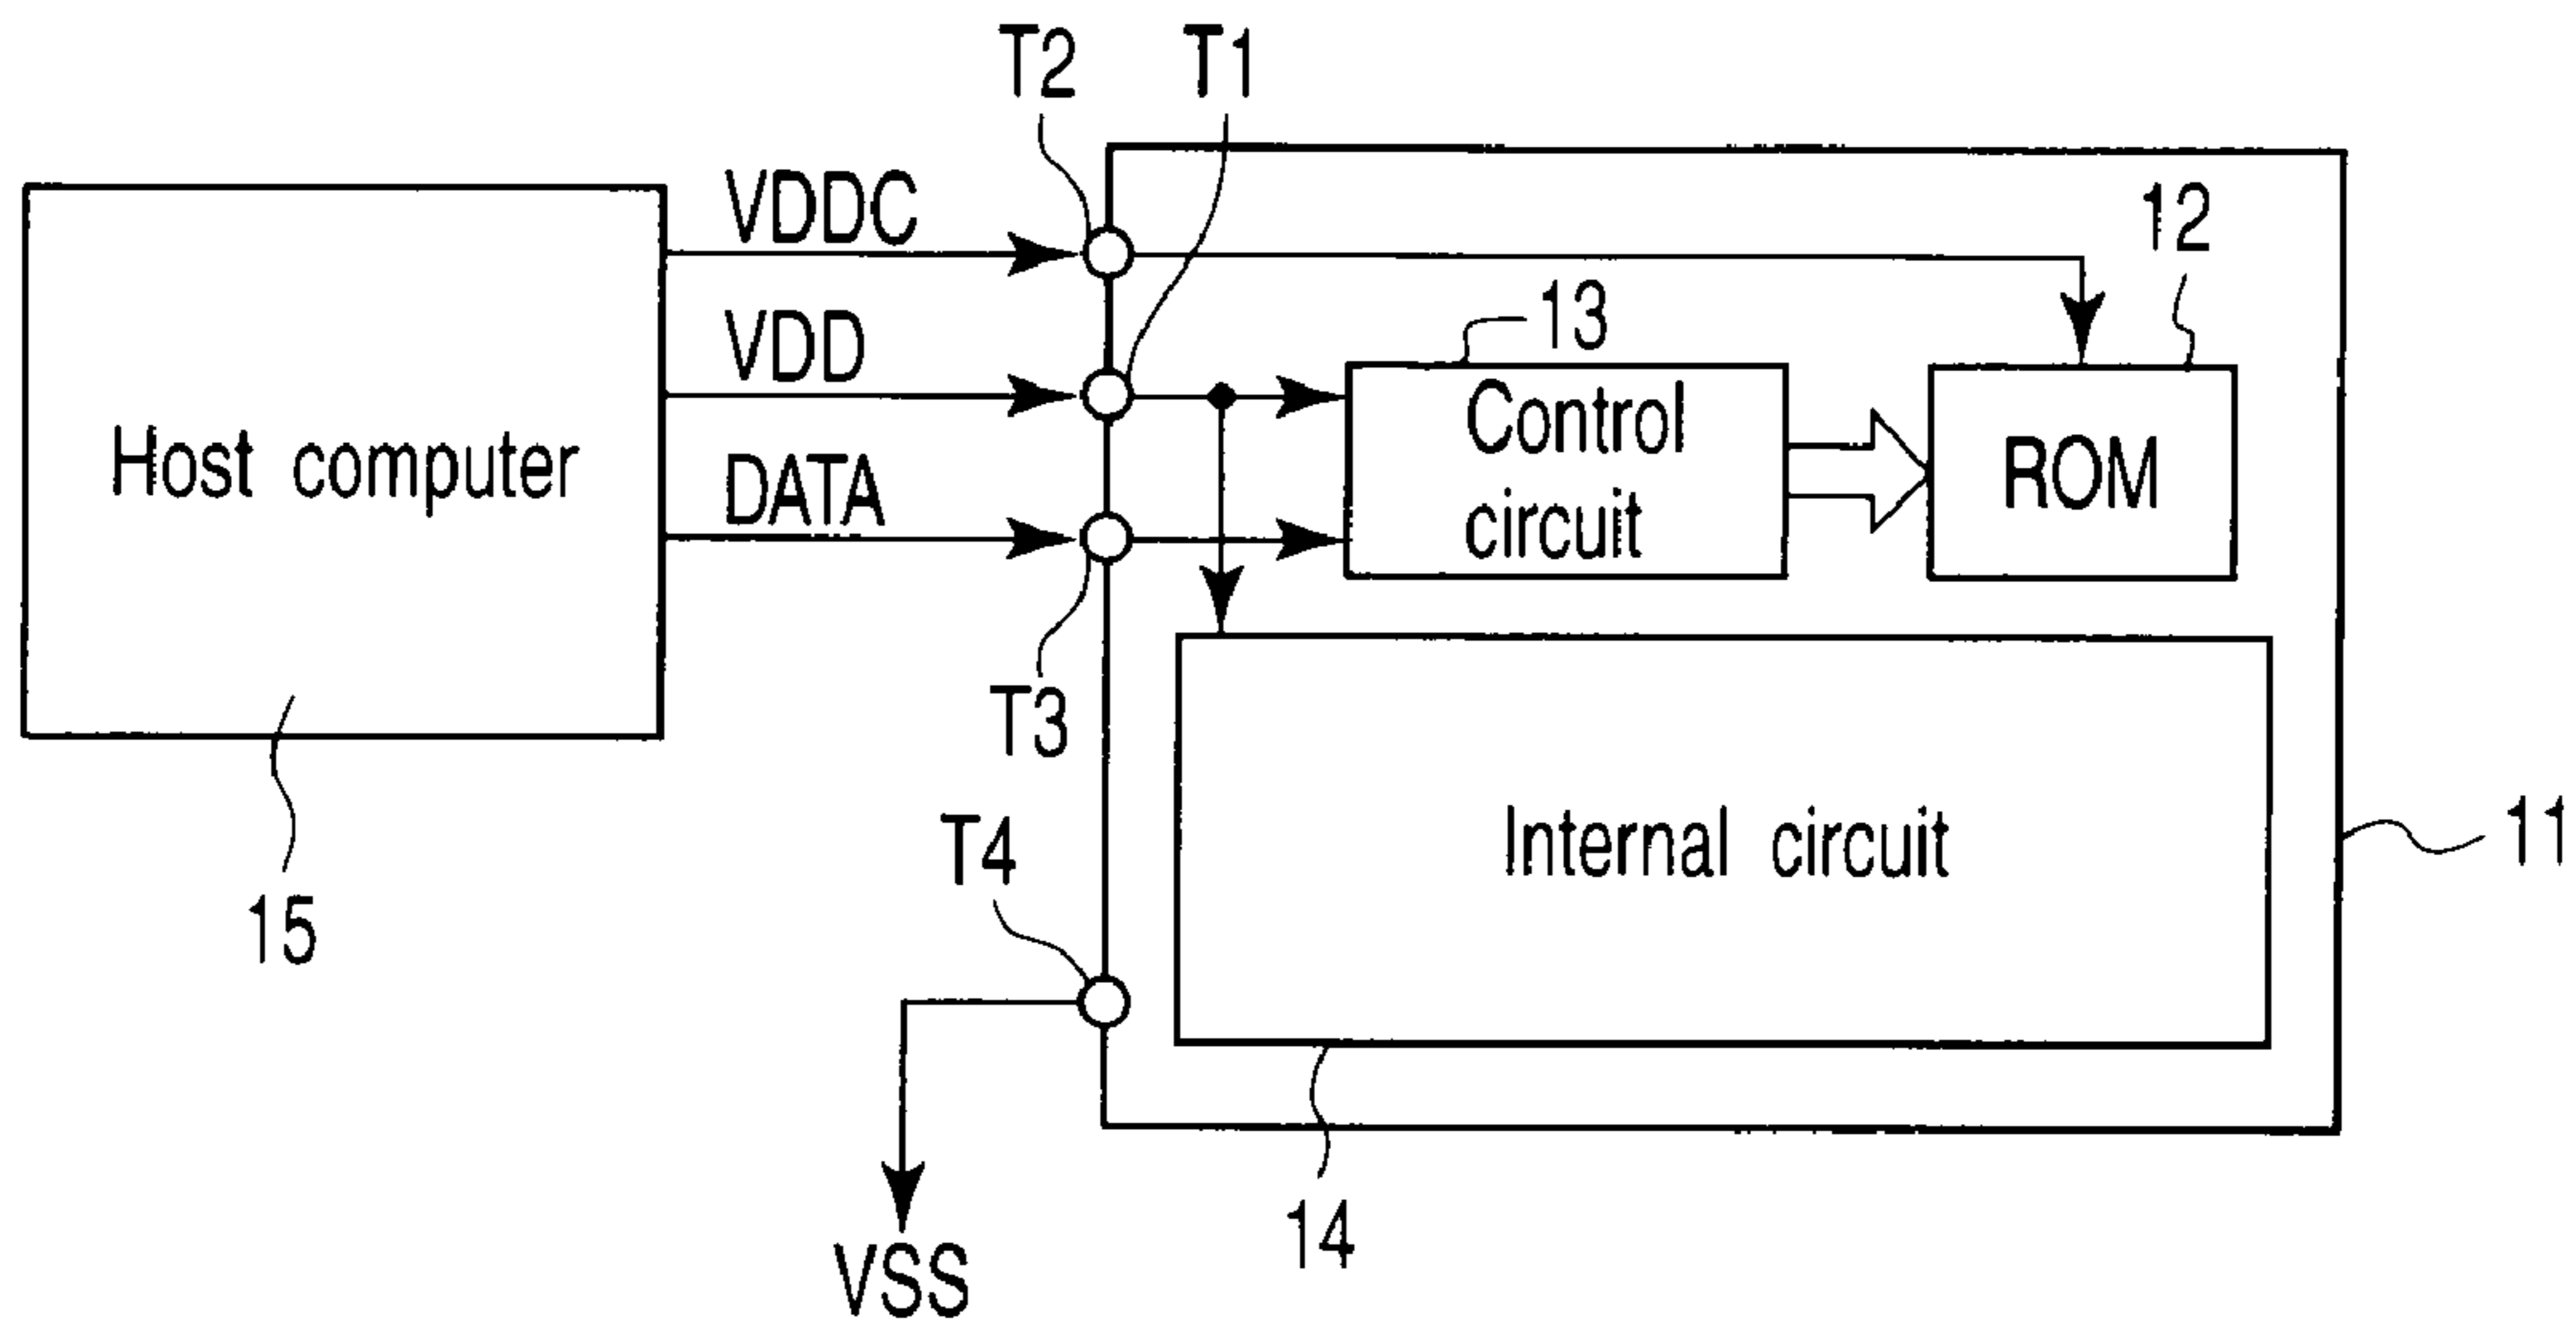 T2
T1
VDDC
12
13
VDD
Control
circuit
ROM
Host computer
DATA
T3
Internal circuit
11
T4
15
14
VSS